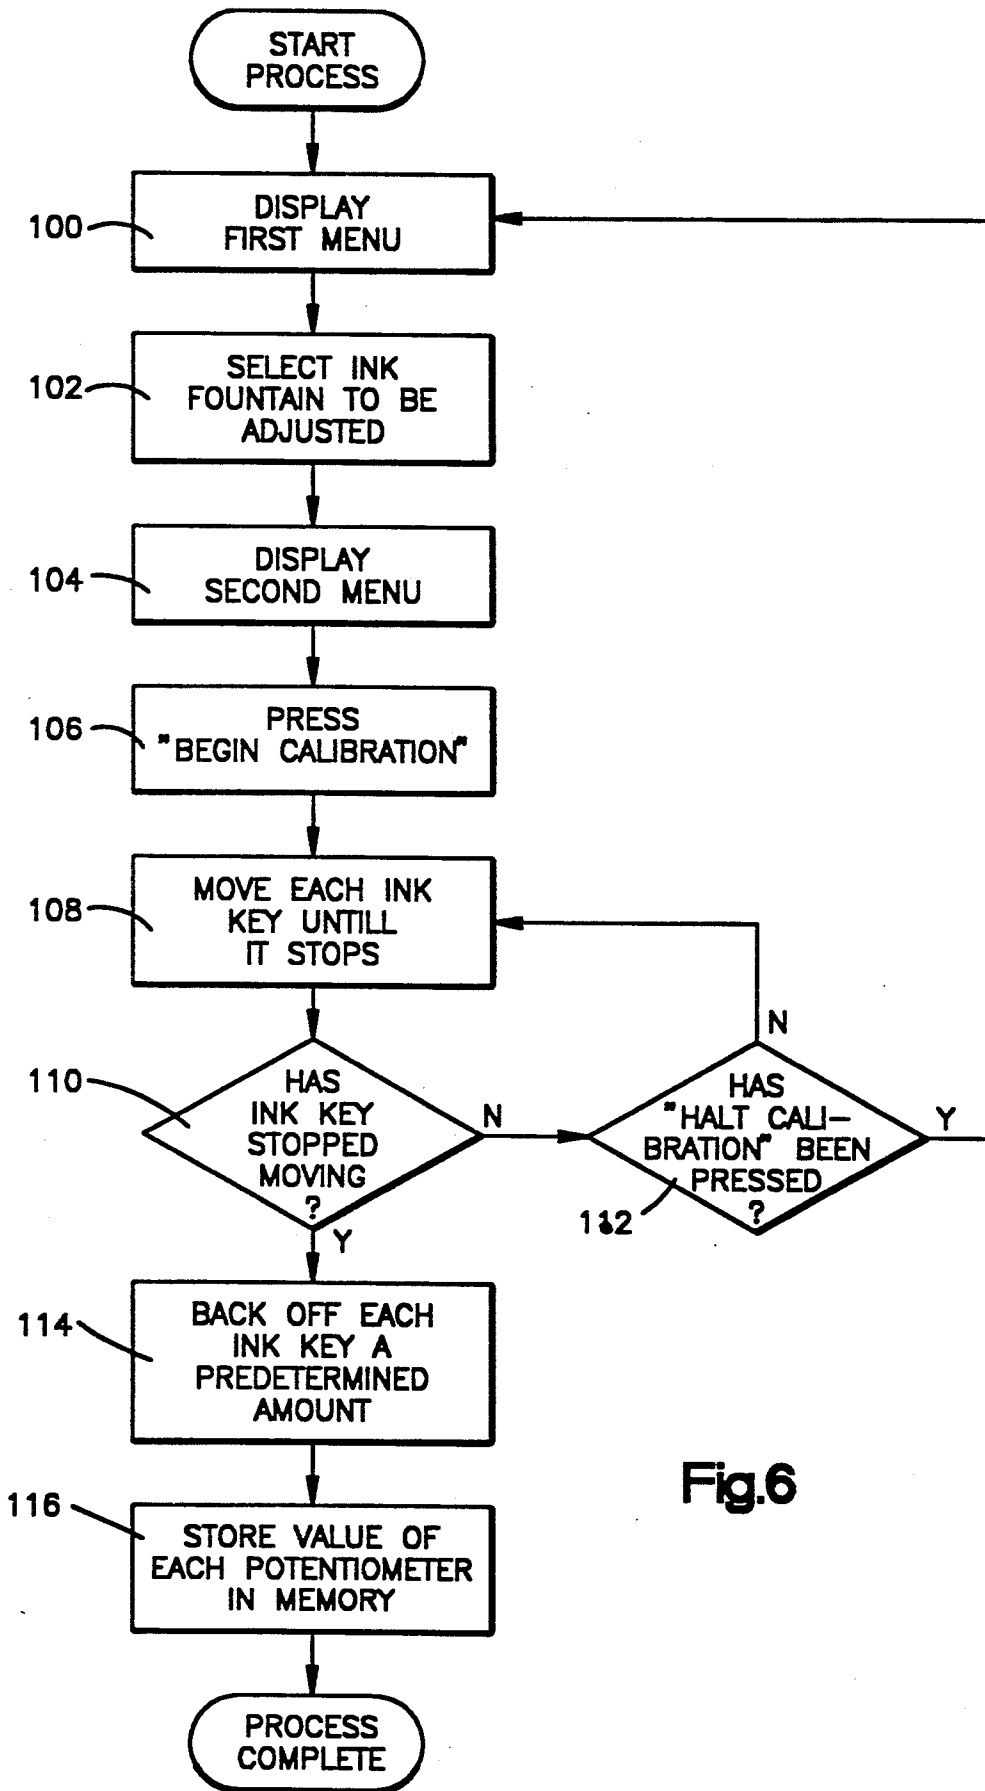 START
PROCESS
100
DISPLAY
FIRST MENU
102
SELECT INK
FOUNTAIN TO BE
ADJUSTED
104
DISPLAY
SECOND MENU
106
PRESS
"BEGIN CALIBRATION"
108
MOVE EACH INK
KEY UNTILL
IT STOPS
110
HAS
INK KEY
STOPPED
MOVING
?
N
Y
N
HAS
"HALT CALI-
BRATION" BEEN
PRESSED
?
Y
112
114
BACK OFF EACH
INK KEY A
PREDETERMINED
AMOUNT
116
STORE VALUE OF
EACH POTENTIOMETER
IN MEMORY
PROCESS
COMPLETE
Fig.6